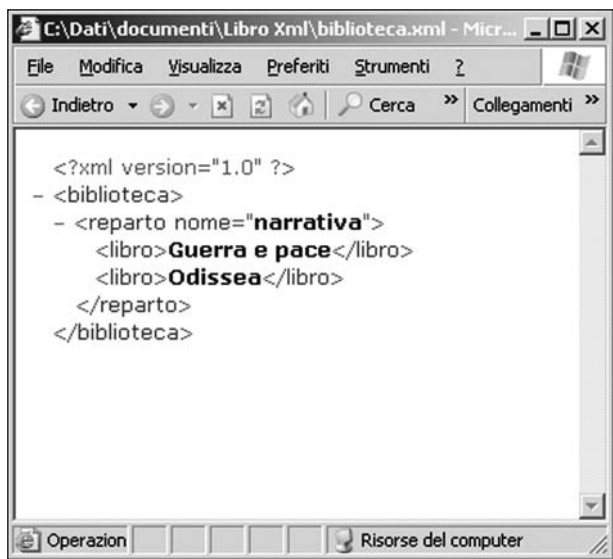 C:\Dati\documenti\Libro Xml\biblioteca.xml - Micr...
File Modifica Visualizza Preferiti Strumenti ?
Indietro Cerca » Collegamenti »
<?xml version="1.0" ?>
– <biblioteca>
– <reparto nome="narrativa">
<libro>Guerra e pace</libro>
<libro>Odissea</libro>
</reparto>
</biblioteca>
Operazion Risorse del computer